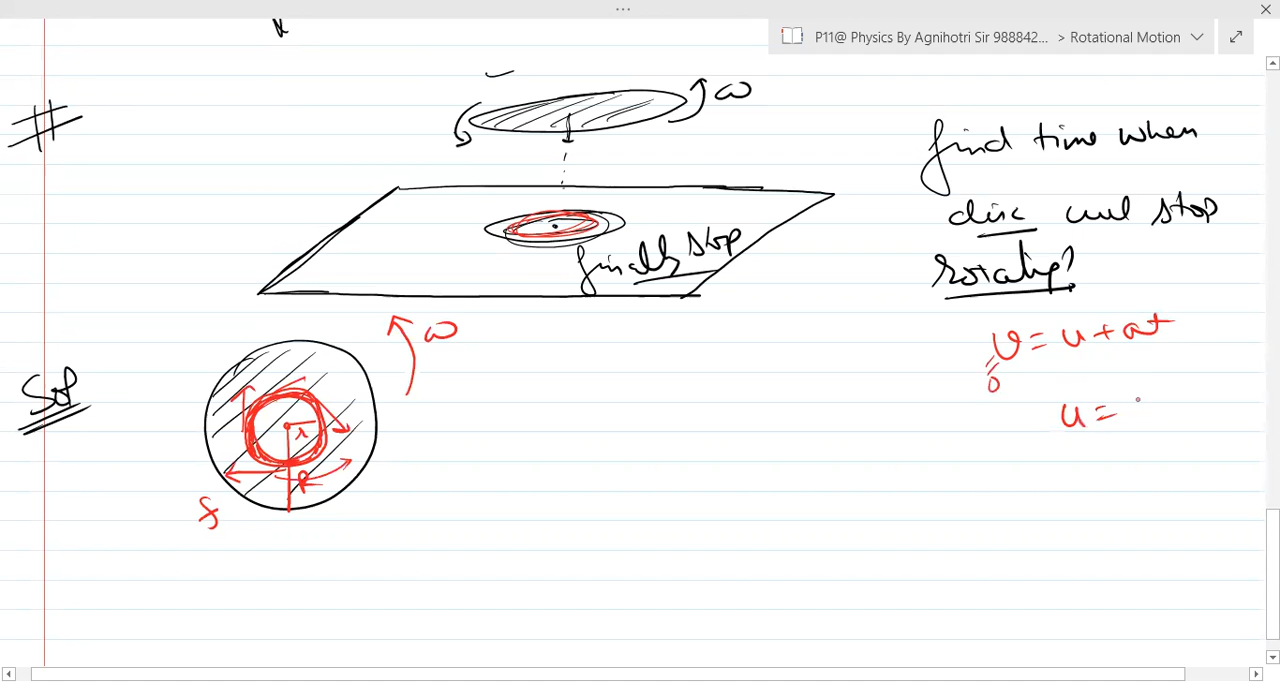 P11@ Physics By Agnihotri Sir 988842... > Rotational Motion
#
ω
find time when
disc will stop
rotating?
finally stop
ω
v = u + at
0
u =
Sol
r
R
f